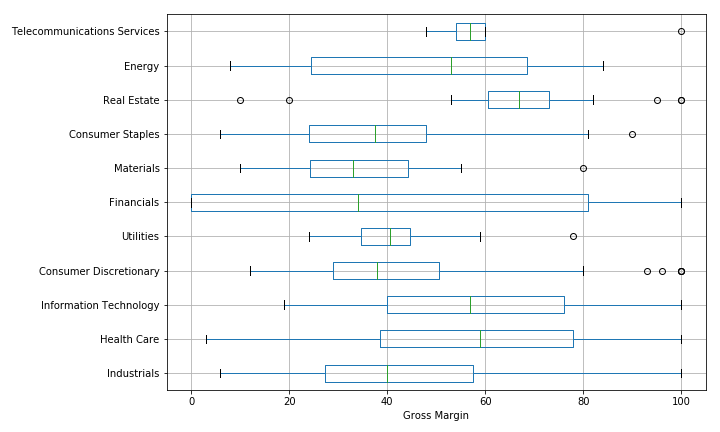 Telecommunications Services
Energy
Real Estate
Consumer Staples
Materials
Financials
Utilities
Consumer Discretionary
Information Technology
Health Care
Industrials
0 20 40 60 80 100
Gross Margin